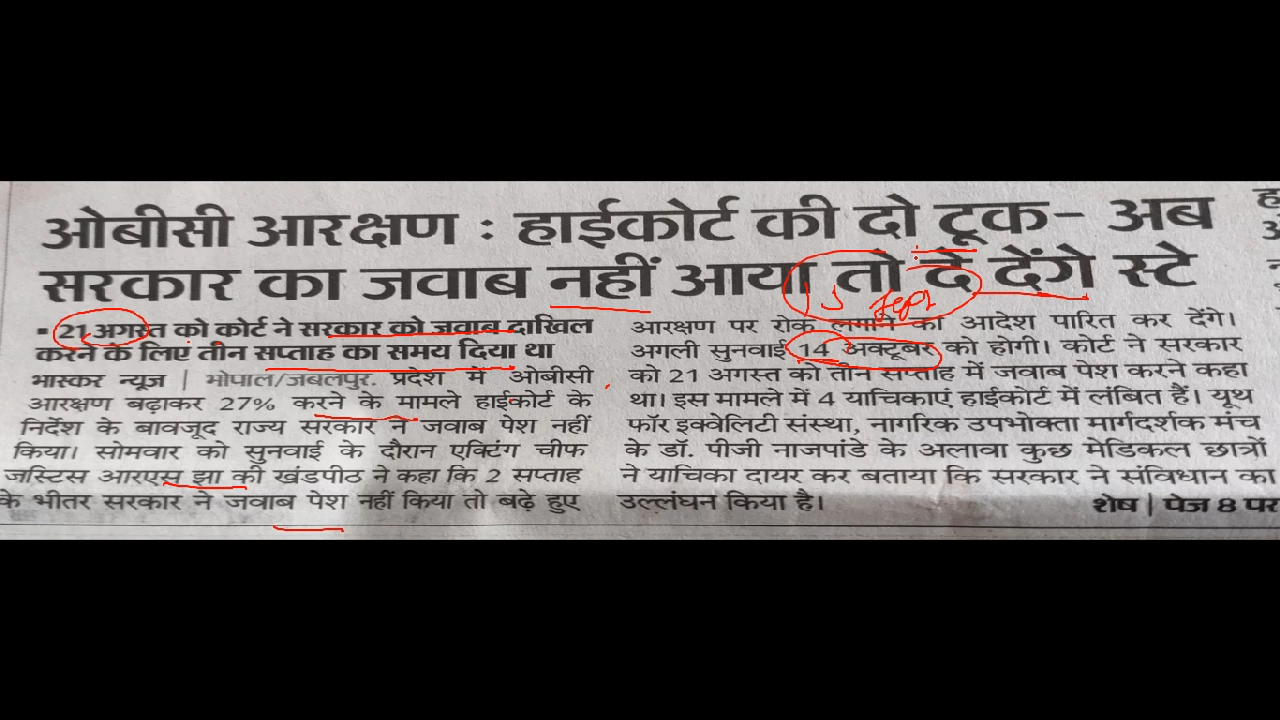 ओबीसी आरक्षण : हाईकोर्ट की दो टूक- अब
सरकार का जवाब नहीं आया तो दे देंगे स्टे
▪ 21 अगस्त को कोर्ट ने सरकार को जवाब दाखिल
करने के लिए तीन सप्ताह का समय दिया था
भास्कर न्यूज | भोपाल/जबलपुर. प्रदेश में ओबीसी
आरक्षण बढ़ाकर 27% करने के मामले हाईकोर्ट के
निर्देश के बावजूद राज्य सरकार ने जवाब पेश नहीं
किया। सोमवार को सुनवाई के दौरान एक्टिंग चीफ
जस्टिस आरएस झा की खंडपीठ ने कहा कि 2 सप्ताह
के भीतर सरकार ने जवाब पेश नहीं किया तो बढ़े हुए
आरक्षण पर रोक लगाने का आदेश पारित कर देंगे।
अगली सुनवाई 14 अक्टूबर को होगी। कोर्ट ने सरकार
को 21 अगस्त को तीन सप्ताह में जवाब पेश करने कहा
था। इस मामले में 4 याचिकाएं हाईकोर्ट में लंबित हैं। यूथ
फॉर इक्वेलिटी संस्था, नागरिक उपभोक्ता मार्गदर्शक मंच
के डॉ. पीजी नाजपांडे के अलावा कुछ मेडिकल छात्रों
ने याचिका दायर कर बताया कि सरकार ने संविधान का
उल्लंघन किया है।
शेष | पेज 8 पर